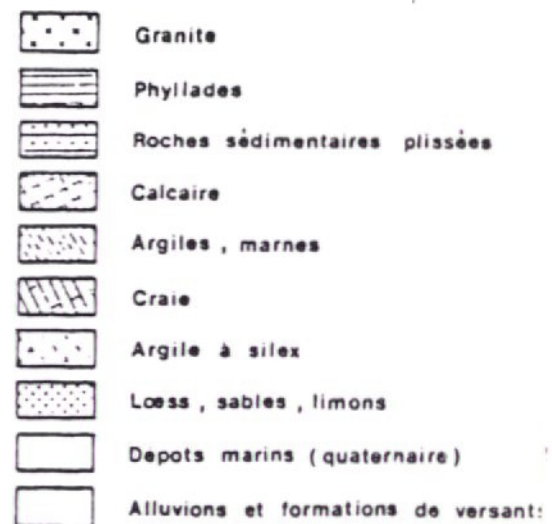 Granite
Phyllades
Roches sédimentaires plissées
Calcaire
Argiles , marnes
Craie
Argile à silex
Lœss , sables , limons
Depots marins ( quaternaire )
Alluvions et formations de versant: